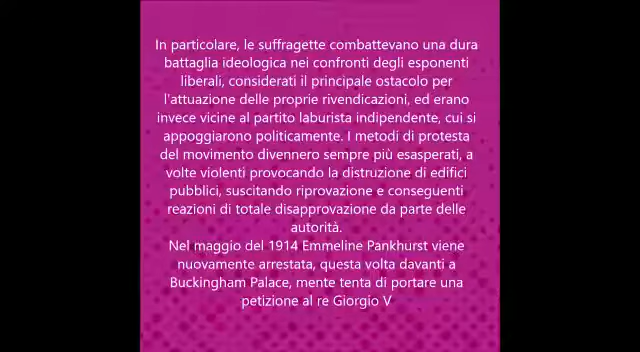 In particolare, le suffragette combattevano una dura
battaglia ideologica nei confronti degli esponenti
liberali, considerati il principale ostacolo per
l'attuazione delle proprie rivendicazioni, ed erano
invece vicine al partito laburista indipendente, cui si
appoggiarono politicamente. I metodi di protesta
del movimento divennero sempre più esasperati, a
volte violenti provocando la distruzione di edifici
pubblici, suscitando riprovazione e conseguenti
reazioni di totale disapprovazione da parte delle
autorità.
Nel maggio del 1914 Emmeline Pankhurst viene
nuovamente arrestata, questa volta davanti a
Buckingham Palace, mente tenta di portare una
petizione al re Giorgio V